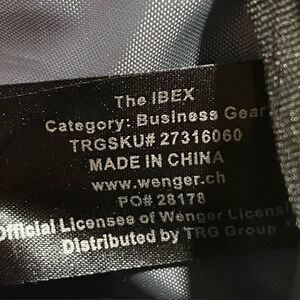 The IBEX
Category: Business Gear
TRGSKU# 27316060
MADE IN CHINA
www.wenger.ch
PO# 28178
Official Licensee of Wenger Licensi
Distributed by TRG Group